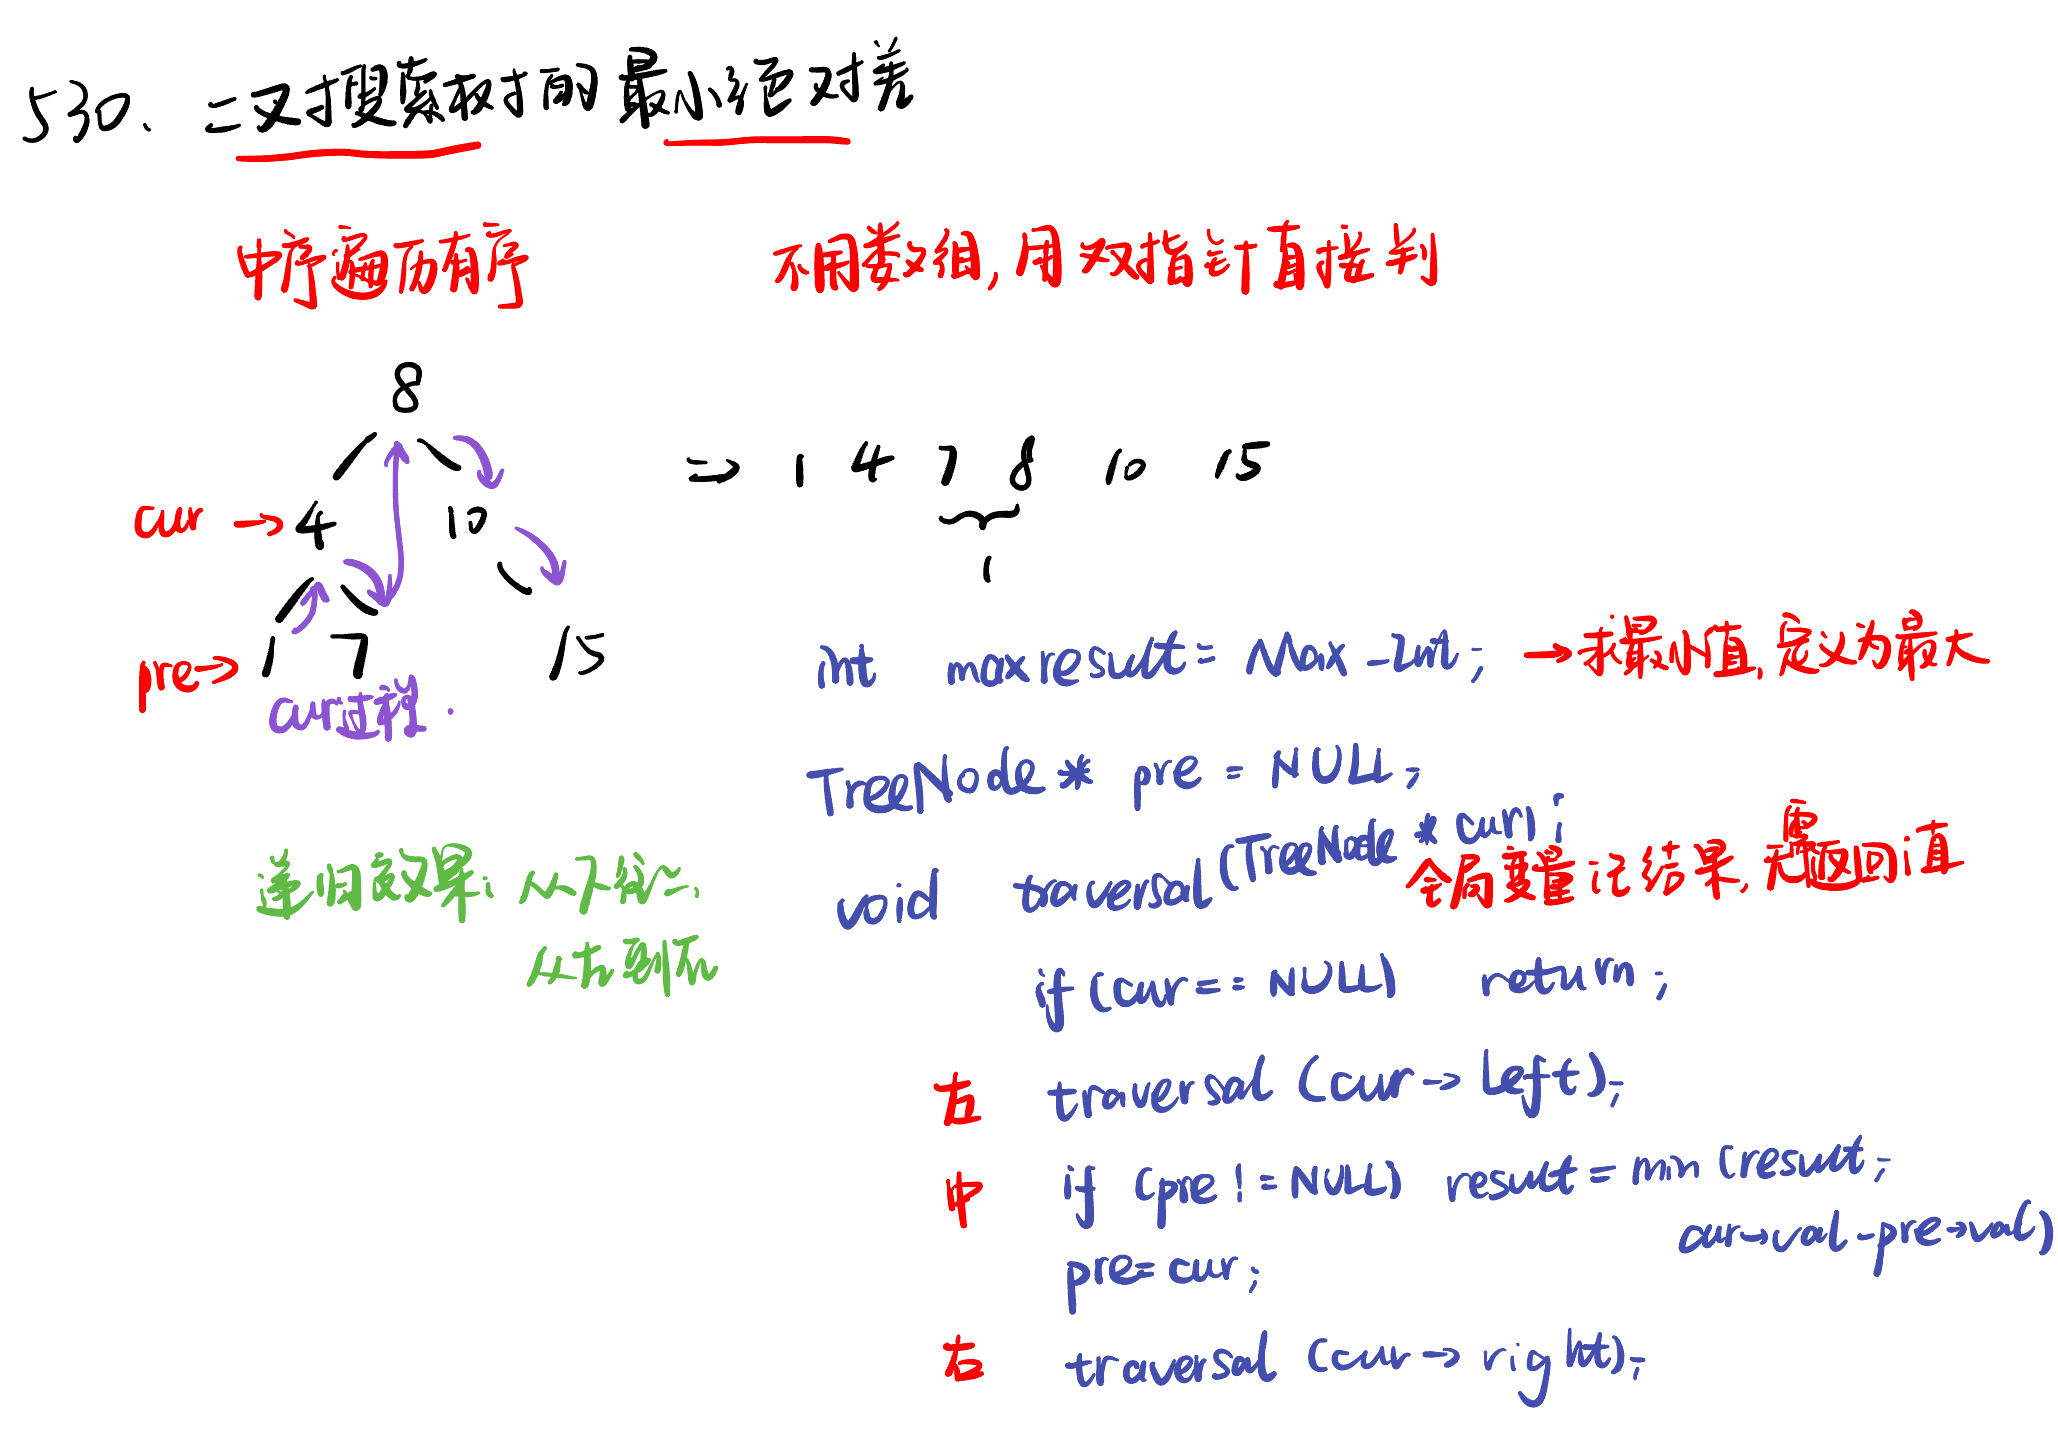 530. 二叉搜索树的最小绝对差
中序遍历有序
不用数组,用双指针直接判
8
cur → 4 10
pre→ 1 7 15
cur过程.
⇒ 1 4 7 8 10 15
1
int maxresult = Max_Int; →求最小值,定义为最大
TreeNode* pre = NULL;
void traversal(TreeNode * cur);
全局变量记结果,无需返回值
递归效果: 从下往上,
从左到右
if (cur == NULL) return;
左 traversal (cur→left);
中 if (pre != NULL) result = min (result;
cur→val-pre→val)
pre=cur;
右 traversal (cur→right);